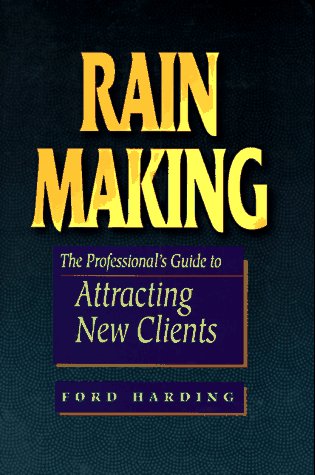 RAIN
MAKING
The Professional's Guide to
Attracting
New Clients
FORD HARDING